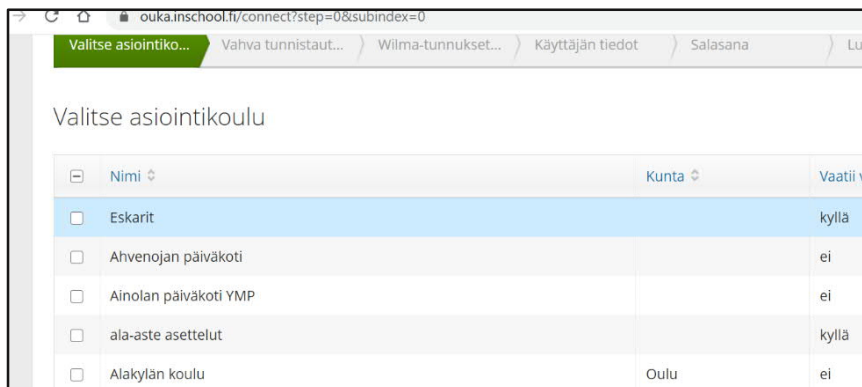 ouka.inschool.fi/connect?step=0&subindex=0
Valitse asiointiko... Vahva tunnistaut... Wilma-tunnukset... Käyttäjän tiedot Salasana Lu
Valitse asiointikoulu
Nimi Kunta Vaatii v
Eskarit kyllä
Ahvenojan päiväkoti ei
Ainolan päiväkoti YMP ei
ala-aste asettelut kyllä
Alakylän koulu Oulu ei